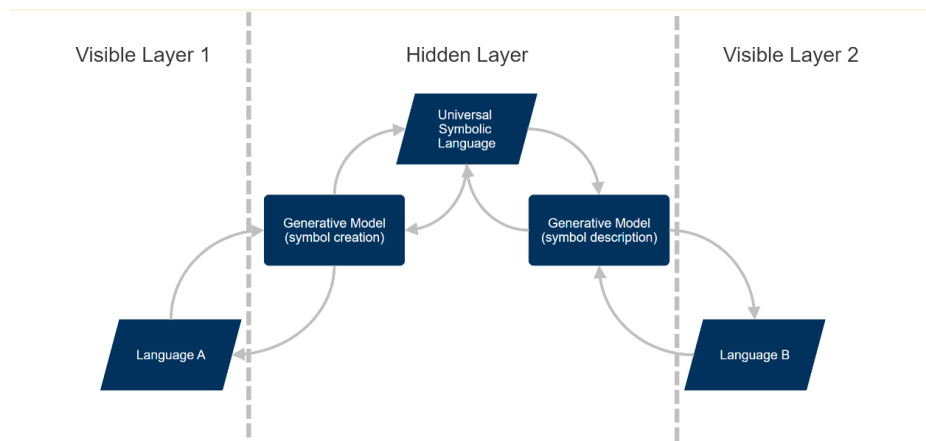 Visible Layer 1
Hidden Layer
Visible Layer 2
Universal
Symbolic
Language
Generative Model
(symbol creation)
Generative Model
(symbol description)
Language A
Language B